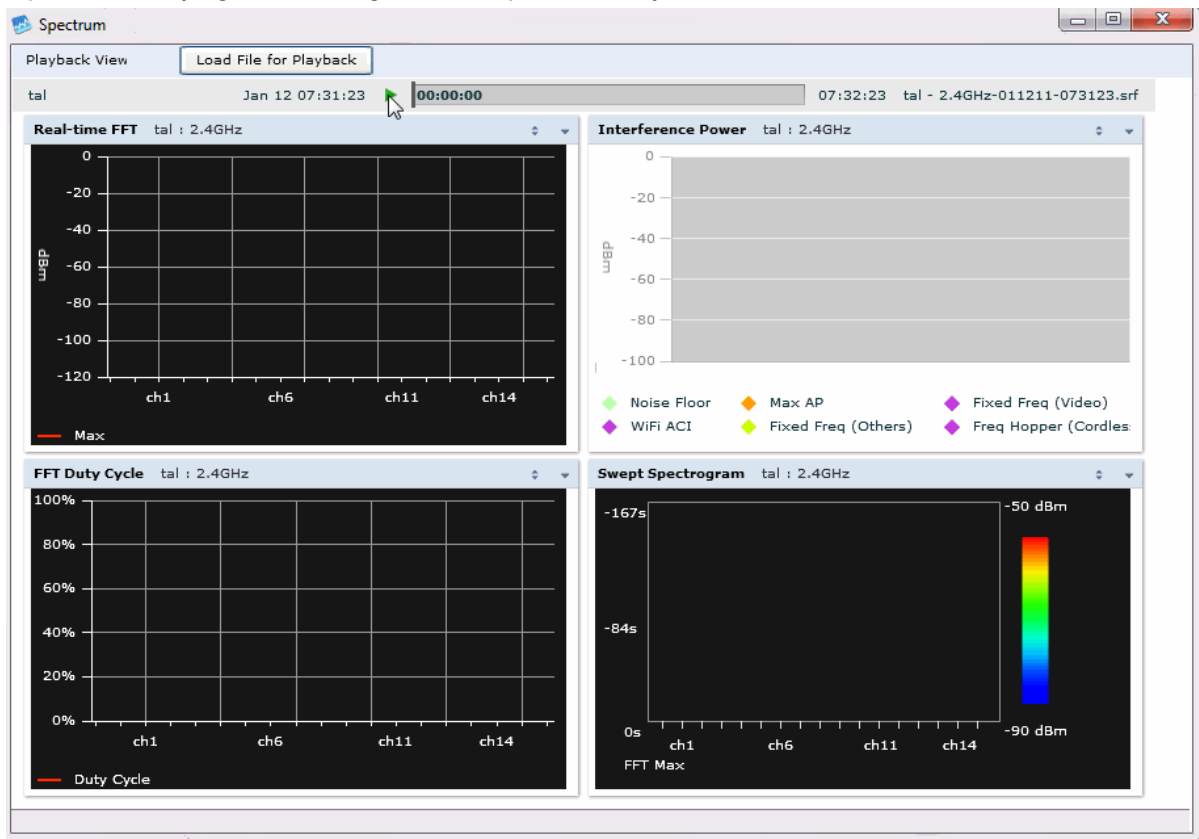 Spectrum
Playback View Load File for Playback
tal Jan 12 07:31:23 00:00:00 07:32:23 tal - 2.4GHz-011211-073123.srf
Real-time FFT tal : 2.4GHz
0
-20
-40
dBm
-60
-80
-100
-120
ch1 ch6 ch11 ch14
Max
Interference Power tal : 2.4GHz
0
-20
-40
dBm
-60
-80
-100
Noise Floor Max AP Fixed Freq (Video)
WiFi ACI Fixed Freq (Others) Freq Hopper (Cordles
FFT Duty Cycle tal : 2.4GHz
100%
80%
60%
40%
20%
0%
ch1 ch6 ch11 ch14
Duty Cycle
Swept Spectrogram tal : 2.4GHz
-167s -50 dBm
-84s
0s -90 dBm
ch1 ch6 ch11 ch14
FFT Max